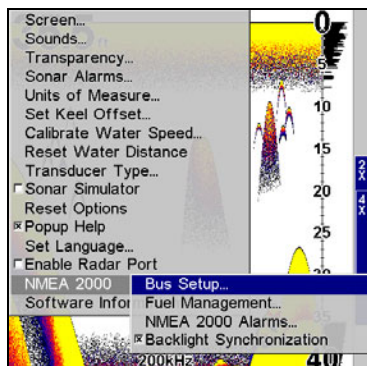 Screen...
Sounds...
Transparency...
Sonar Alarms...
Units of Measure...
Set Keel Offset...
Calibrate Water Speed...
Reset Water Distance
Transducer Type...
Sonar Simulator
Reset Options
Popup Help
Set Language...
Enable Radar Port
NMEA 2000
Software Infor
Bus Setup...
Fuel Management...
NMEA 2000 Alarms...
Backlight Synchronization
200kHz
ft
0
5
10
15
20
25
35
40
2X
4X